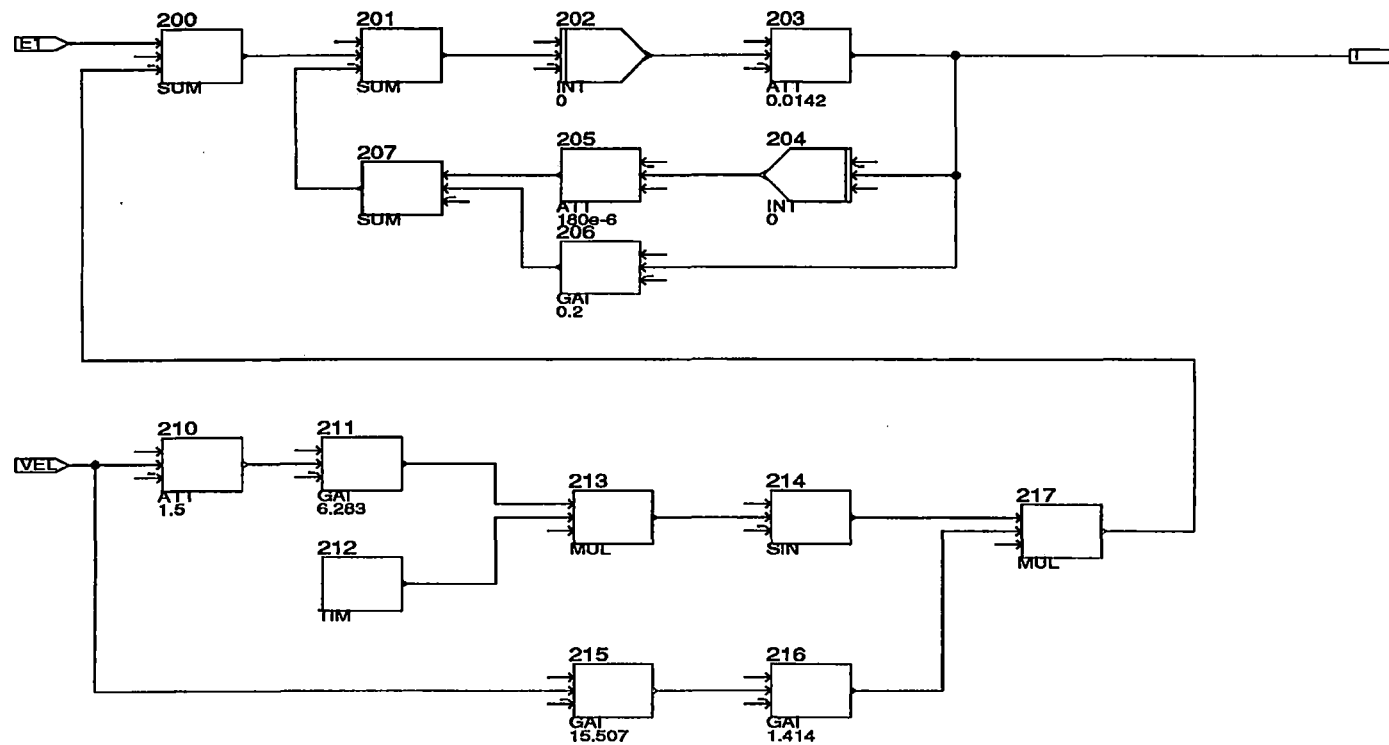 200
201
202
203
E1
SUM
SUM
INT
0
ATT
0.0142
I
207
205
204
SUM
ATT
180e-6
INT
0
206
GAI
0.2
210
211
VEL
ATT
1.5
GAI
6.283
213
214
217
212
MUL
SIN
MUL
TIM
215
216
GAI
15.507
GAI
1.414